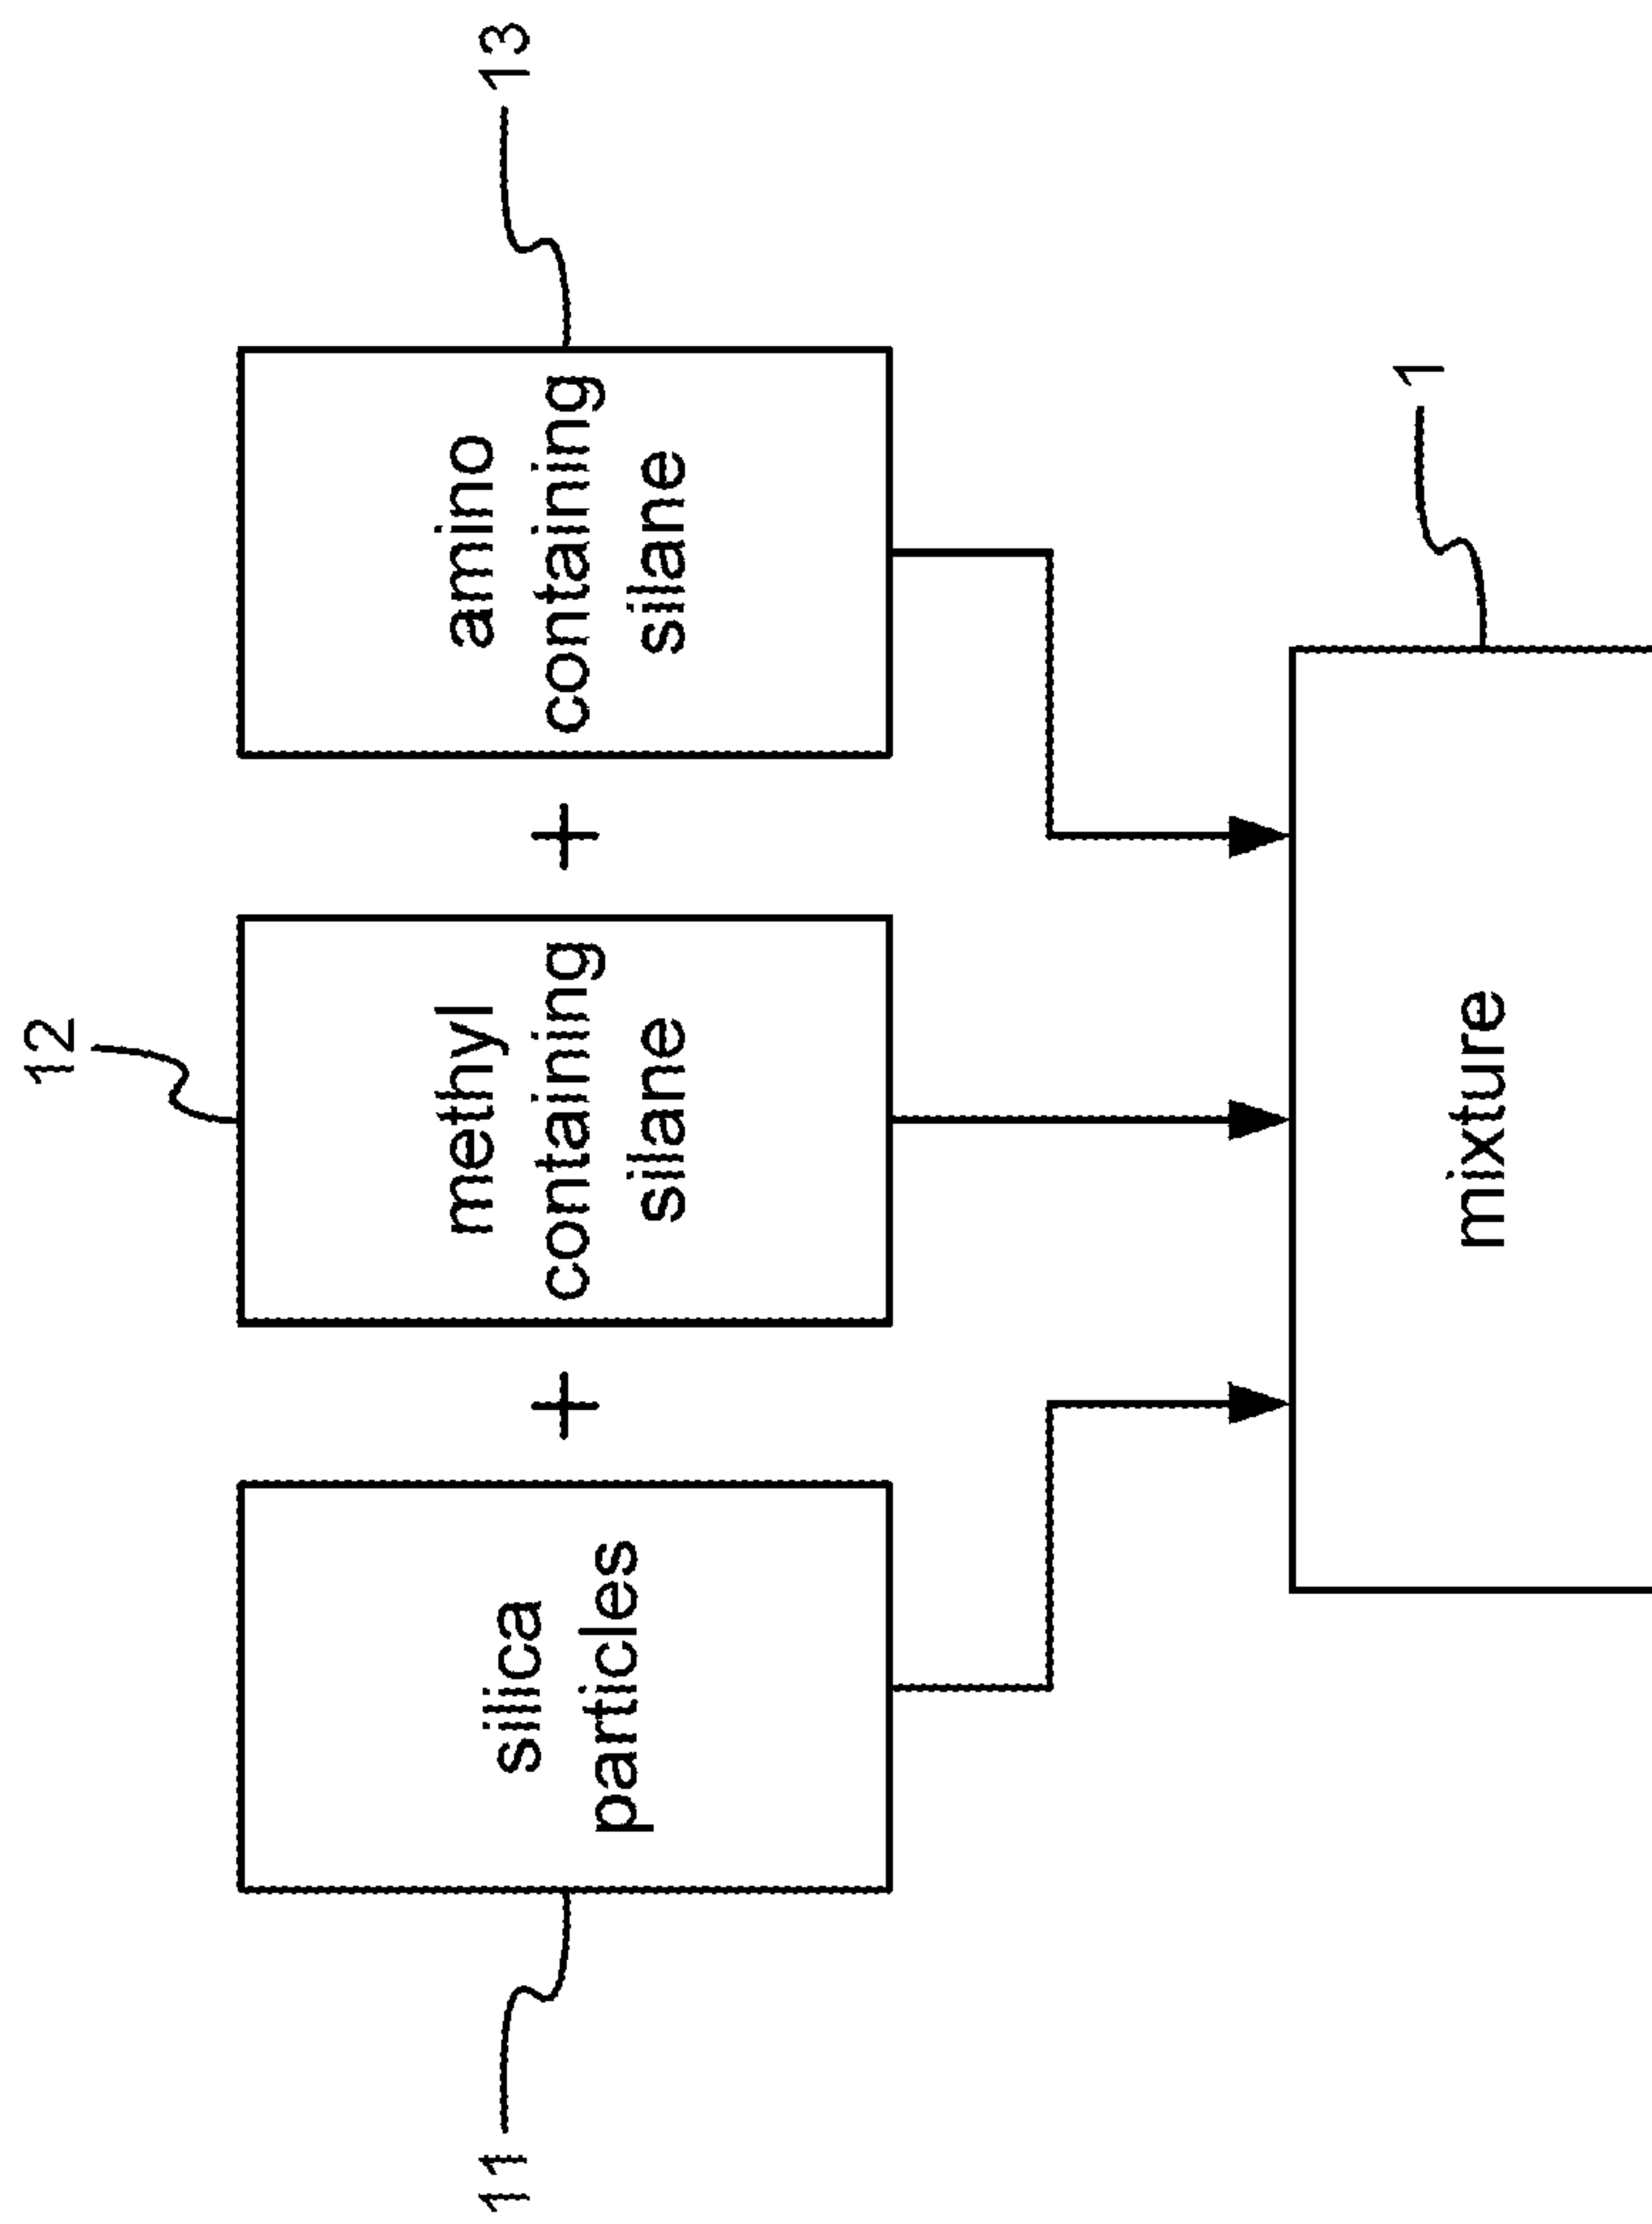 12
11
silica
particles
+
methyl
containing
silane
+
amino
containing
silane
13
mixture
1